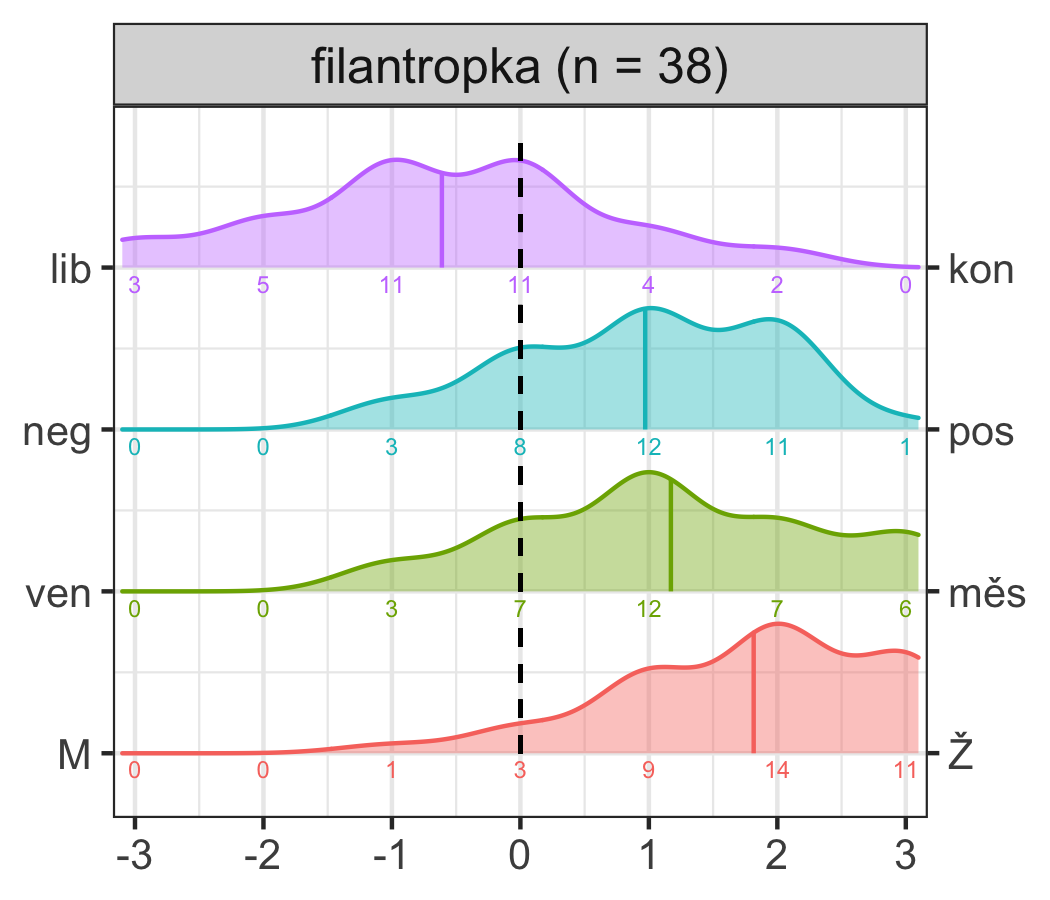 filantropka (n = 38)
lib kon
3 5 11 11 4 2 0
neg pos
0 0 3 8 12 11 1
ven měs
0 0 3 7 12 7 6
M Ž
0 0 1 3 9 14 11
-3 -2 -1 0 1 2 3